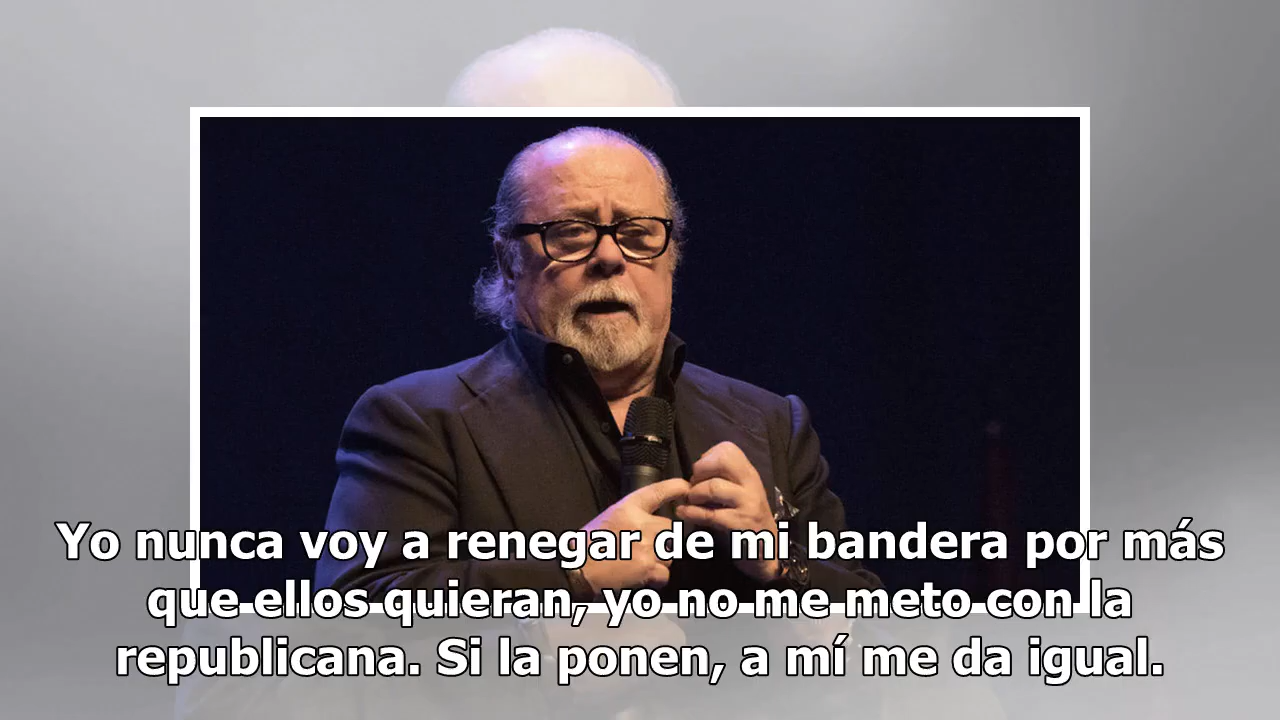 Yo nunca voy a renegar de mi bandera por más
que ellos quieran, yo no me meto con la
republicana. Si la ponen, a mí me da igual.